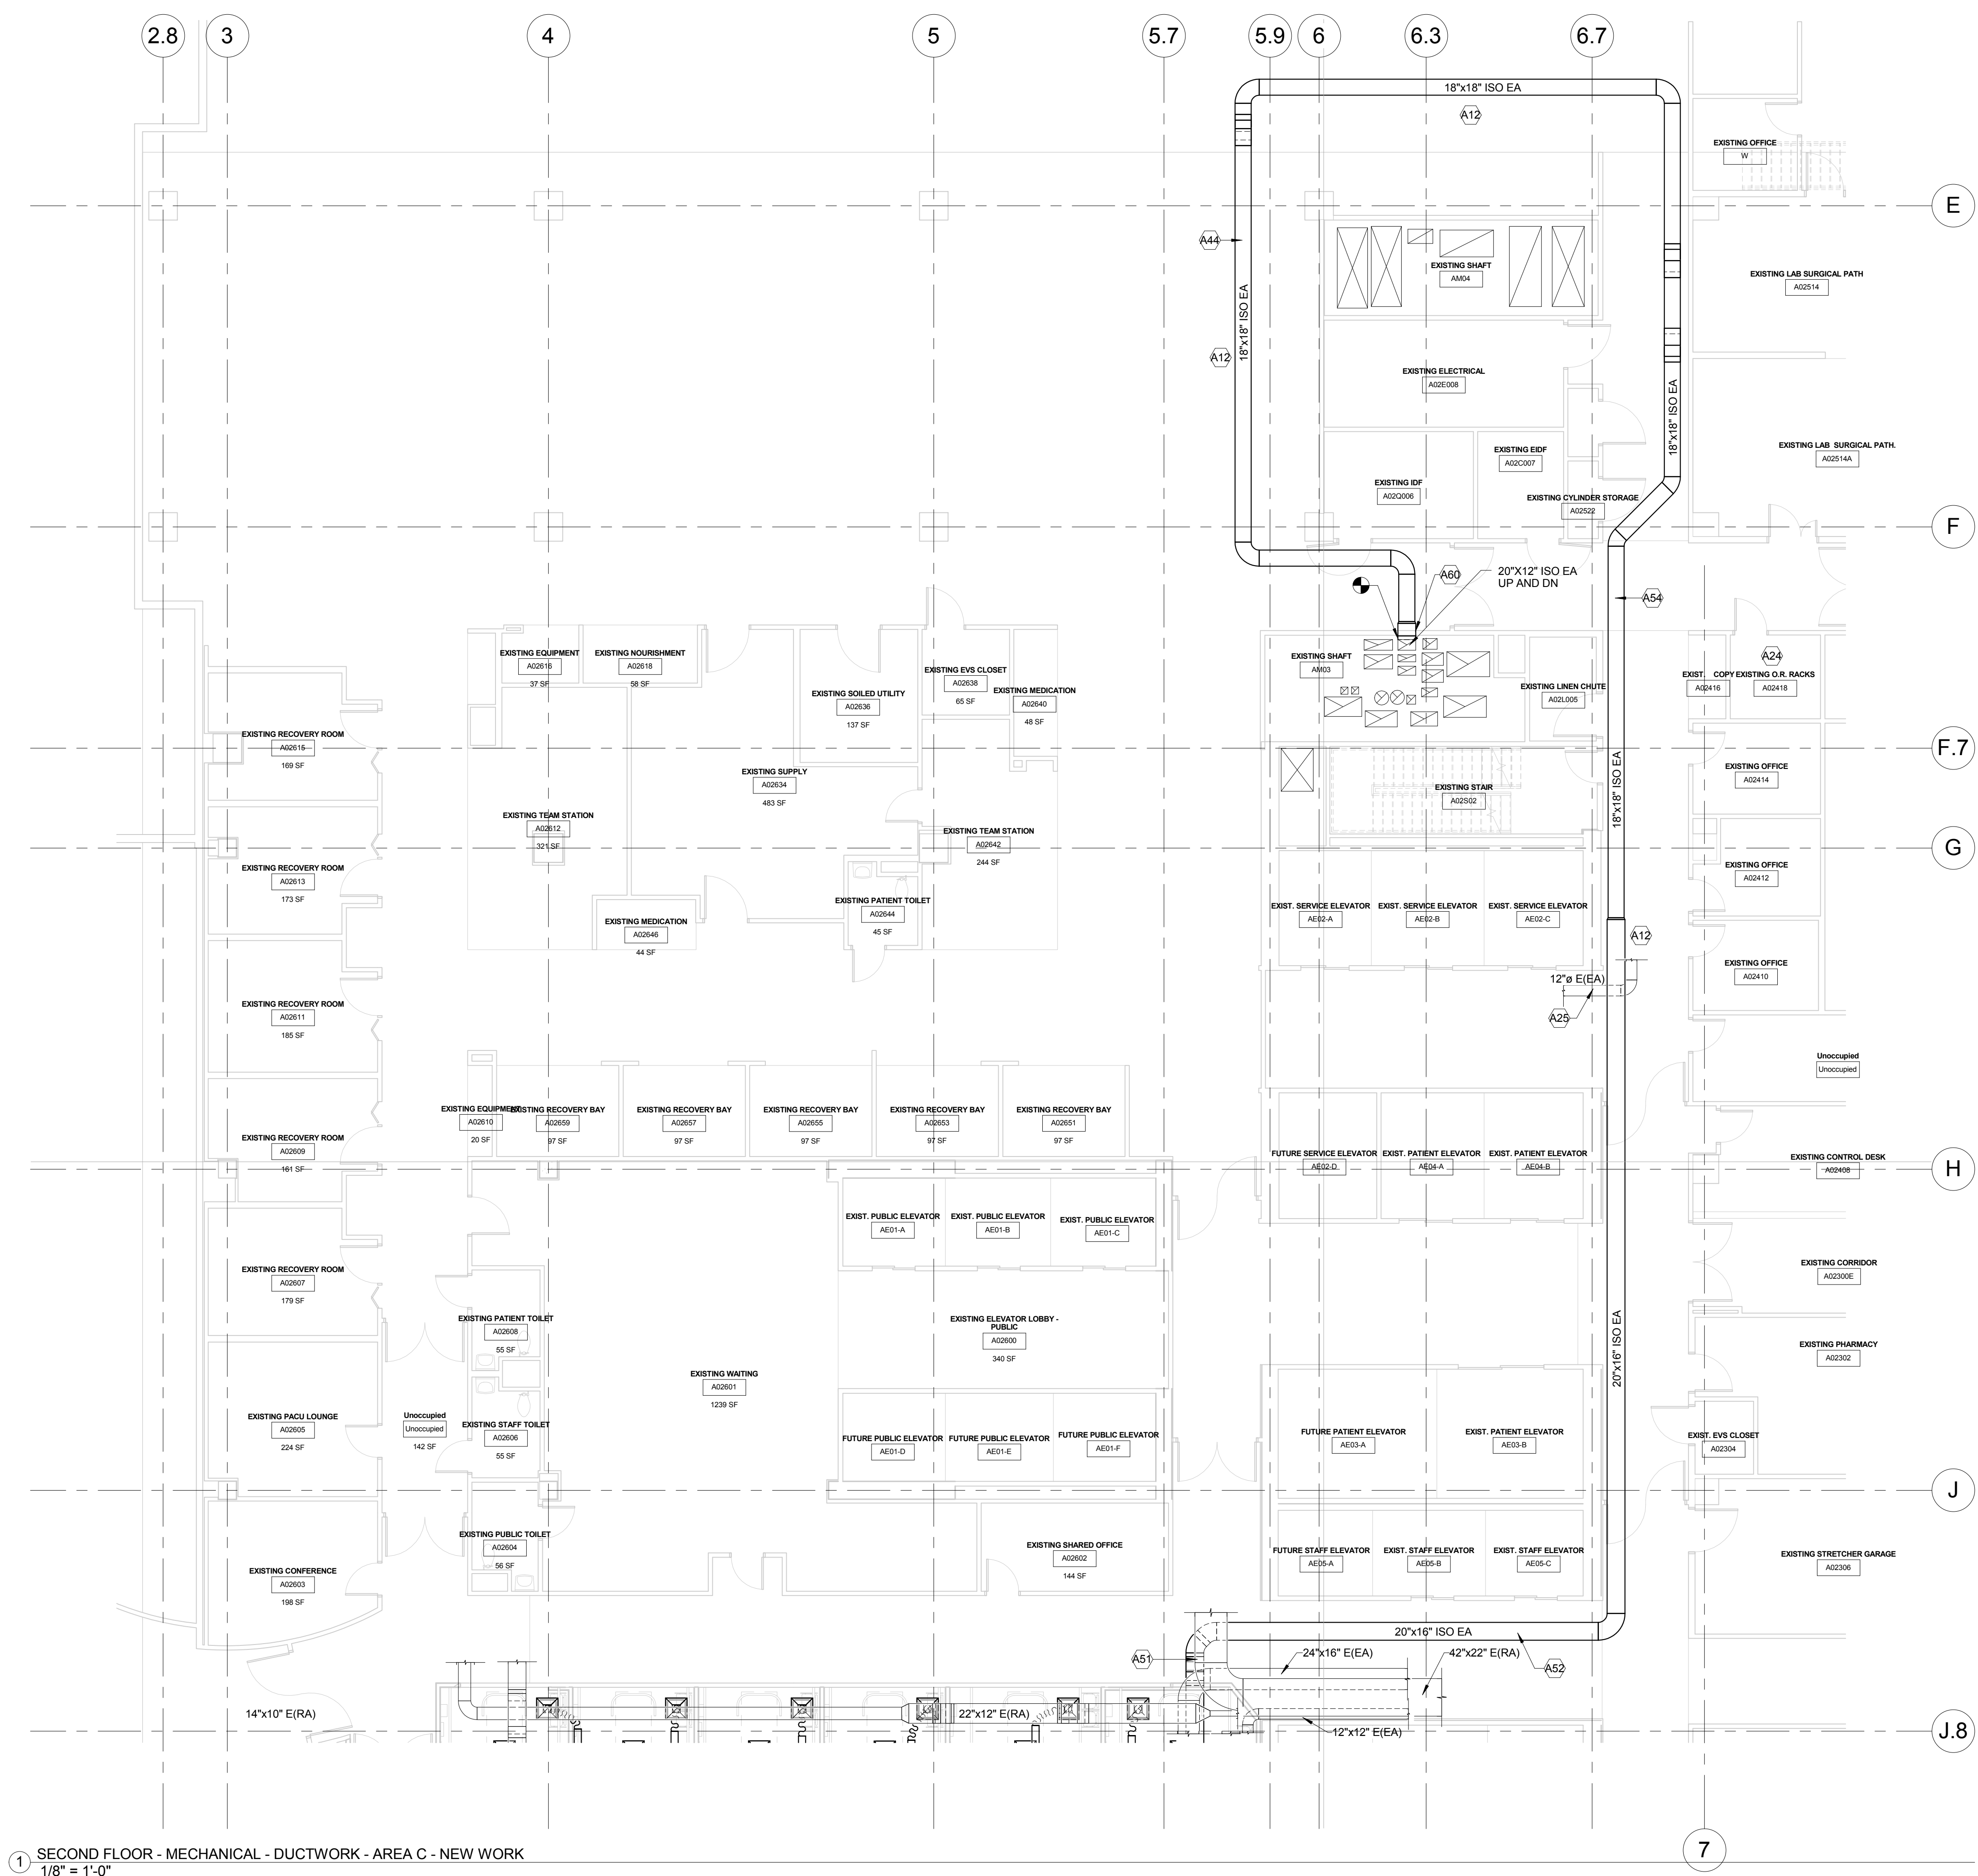 2.8
3
4
5
5.7
5.9
6
6.3
6.7
18"x18" ISO EA
A12
EXISTING OFFICE
W
E
A44
EXISTING SHAFT
AM04
EXISTING LAB SURGICAL PATH
A02514
18"x18" ISO EA
A12
EXISTING ELECTRICAL
A02E008
18"x18" ISO EA
EXISTING LAB SURGICAL PATH.
A02514A
EXISTING EIDF
A02C007
EXISTING IDF
A02Q006
EXISTING CYLINDER STORAGE
A02522
F
A60
20"X12" ISO EA
UP AND DN
A54
EXISTING EQUIPMENT
A02616
37 SF
EXISTING NOURISHMENT
A02618
58 SF
EXISTING SOILED UTILITY
A02636
137 SF
EXISTING EVS CLOSET
A02638
65 SF
EXISTING MEDICATION
A02640
48 SF
EXISTING SHAFT
AM03
EXISTING LINEN CHUTE
A02L005
EXIST. COPY
A02416
A24
EXISTING O.R. RACKS
A02418
EXISTING RECOVERY ROOM
A02615
169 SF
F.7
EXISTING SUPPLY
A02634
483 SF
EXISTING STAIR
A02S02
18"x18" ISO EA
EXISTING OFFICE
A02414
EXISTING TEAM STATION
A02612
321 SF
EXISTING TEAM STATION
A02642
244 SF
G
EXISTING RECOVERY ROOM
A02613
173 SF
EXISTING OFFICE
A02412
EXISTING PATIENT TOILET
A02644
45 SF
EXISTING MEDICATION
A02646
44 SF
EXIST. SERVICE ELEVATOR
AE02-A
EXIST. SERVICE ELEVATOR
AE02-B
EXIST. SERVICE ELEVATOR
AE02-C
A12
EXISTING OFFICE
A02410
12"ø E(EA)
A25
EXISTING RECOVERY ROOM
A02611
185 SF
Unoccupied
Unoccupied
EXISTING EQUIPMENT
A02610
20 SF
EXISTING RECOVERY BAY
A02659
97 SF
EXISTING RECOVERY BAY
A02657
97 SF
EXISTING RECOVERY BAY
A02655
97 SF
EXISTING RECOVERY BAY
A02653
97 SF
EXISTING RECOVERY BAY
A02651
97 SF
EXISTING RECOVERY ROOM
A02609
161 SF
FUTURE SERVICE ELEVATOR
AE02-D
EXIST. PATIENT ELEVATOR
AE04-A
EXIST. PATIENT ELEVATOR
AE04-B
EXISTING CONTROL DESK
A02408
H
EXIST. PUBLIC ELEVATOR
AE01-A
EXIST. PUBLIC ELEVATOR
AE01-B
EXIST. PUBLIC ELEVATOR
AE01-C
EXISTING RECOVERY ROOM
A02607
179 SF
EXISTING CORRIDOR
A02300E
EXISTING PATIENT TOILET
A02608
55 SF
EXISTING ELEVATOR LOBBY -
PUBLIC
A02600
340 SF
20"x16" ISO EA
EXISTING PHARMACY
A02302
EXISTING WAITING
A02601
1239 SF
EXISTING PACU LOUNGE
A02605
224 SF
Unoccupied
Unoccupied
142 SF
EXISTING STAFF TOILET
A02606
55 SF
FUTURE PUBLIC ELEVATOR
AE01-D
FUTURE PUBLIC ELEVATOR
AE01-E
FUTURE PUBLIC ELEVATOR
AE01-F
FUTURE PATIENT ELEVATOR
AE03-A
EXIST. PATIENT ELEVATOR
AE03-B
EXIST. EVS CLOSET
A02304
J
EXISTING PUBLIC TOILET
A02604
56 SF
EXISTING SHARED OFFICE
A02602
144 SF
FUTURE STAFF ELEVATOR
AE05-A
EXIST. STAFF ELEVATOR
AE05-B
EXIST. STAFF ELEVATOR
AE05-C
EXISTING STRETCHER GARAGE
A02306
EXISTING CONFERENCE
A02603
198 SF
20"x16" ISO EA
A51
24"x16" E(EA)
42"x22" E(RA)
A52
14"x10" E(RA)
22"x12" E(RA)
12"x12" E(EA)
J.8
7
1
SECOND FLOOR - MECHANICAL - DUCTWORK - AREA C - NEW WORK
1/8" = 1'-0"